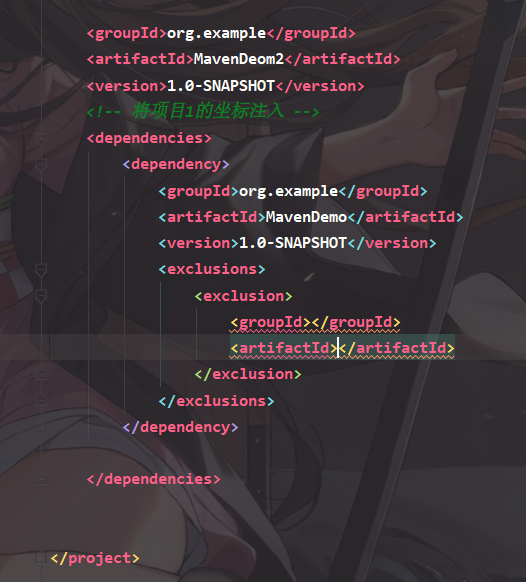 <groupId>org.example</groupId>
<artifactId>MavenDeom2</artifactId>
<version>1.0-SNAPSHOT</version>
<!-- 将项目1的坐标注入 -->
<dependencies>
<dependency>
<groupId>org.example</groupId>
<artifactId>MavenDemo</artifactId>
<version>1.0-SNAPSHOT</version>
<exclusions>
<exclusion>
<groupId></groupId>
<artifactId></artifactId>
</exclusion>
</exclusions>
</dependency>
</dependencies>
</project>